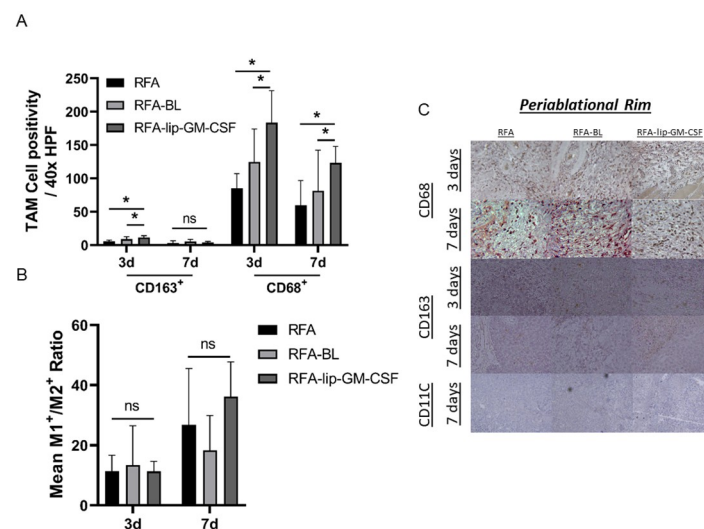 A
TAM Cell positivity
/ 40x HPF
250
200
150
100
50
0
RFA
RFA-BL
RFA-lip-GM-CSF
*
*
ns
*
*
*
*
3d
7d
3d
7d
CD163+
CD68+
B
Mean M1+/M2+ Ratio
60
40
20
0
RFA
RFA-BL
RFA-lip-GM-CSF
ns
ns
3d
7d
C
Periablational Rim
RFA
RFA-BL
RFA-lip-GM-CSF
CD68
3 days
7 days
CD163
3 days
7 days
CD11C
7 days